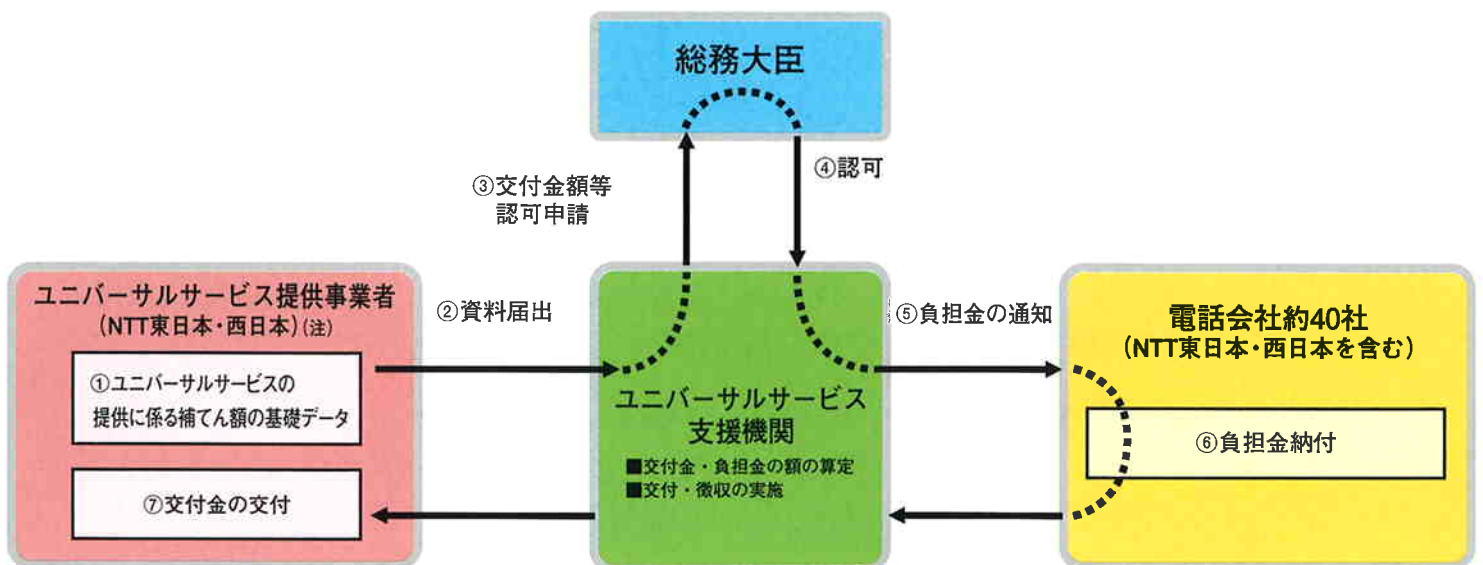 総務大臣
④認可
③交付金額等
認可申請
ユニバーサルサービス提供事業者
(NTT東日本・西日本)(注)
②資料届出
①ユニバーサルサービスの
提供に係る補てん額の基礎データ
⑦交付金の交付
ユニバーサルサービス
支援機関
■交付金・負担金の額の算定
■交付・徴収の実施
⑤負担金の通知
電話会社約40社
(NTT東日本・西日本を含む)
⑥負担金納付